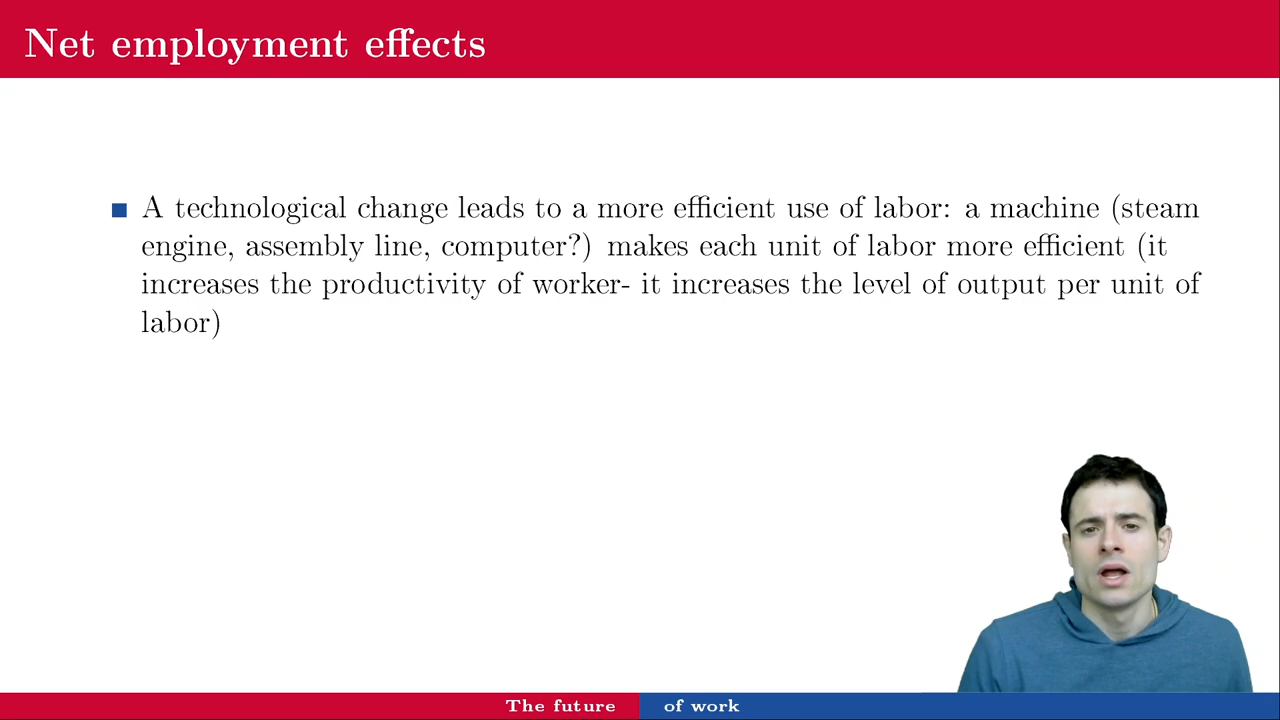 Net employment effects
A technological change leads to a more efficient use of labor: a machine (steam
engine, assembly line, computer?) makes each unit of labor more efficient (it
increases the productivity of worker- it increases the level of output per unit of
labor)
The future of work